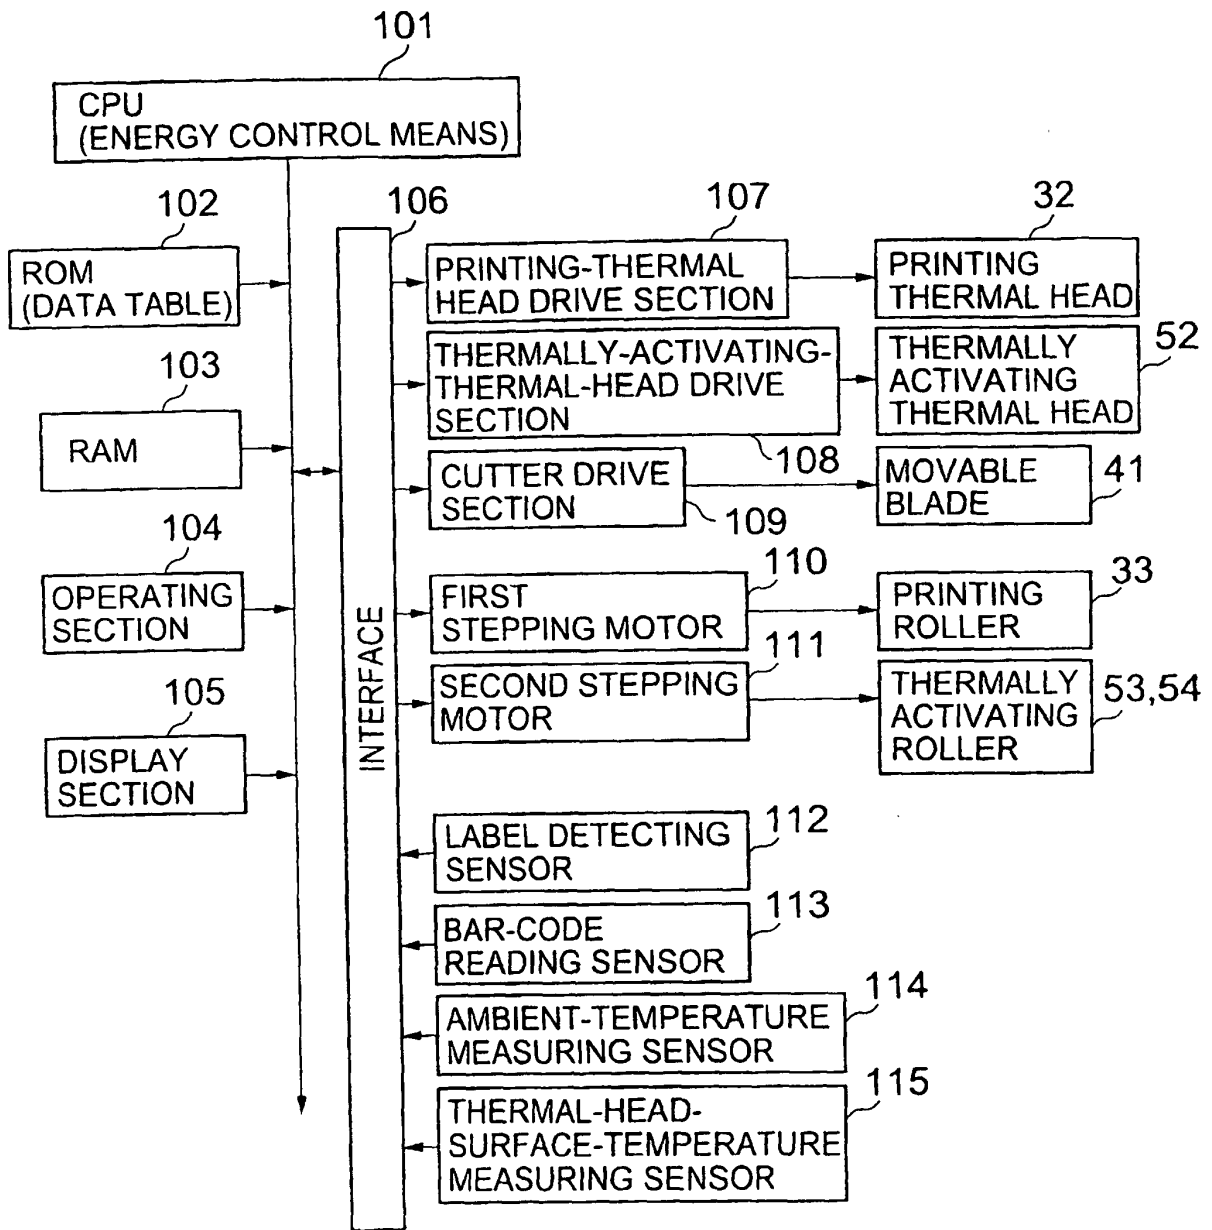 101
CPU
(ENERGY CONTROL MEANS)
102
ROM
(DATA TABLE)
103
RAM
104
OPERATING
SECTION
105
DISPLAY
SECTION
106
INTERFACE
107
PRINTING-THERMAL
HEAD DRIVE SECTION
32
PRINTING
THERMAL HEAD
THERMALLY-ACTIVATING-
THERMAL-HEAD DRIVE
SECTION
108
52
THERMALLY
ACTIVATING
THERMAL HEAD
CUTTER DRIVE
SECTION
109
MOVABLE
BLADE
41
110
FIRST
STEPPING MOTOR
33
PRINTING
ROLLER
111
SECOND STEPPING
MOTOR
THERMALLY
ACTIVATING
ROLLER
53,54
112
LABEL DETECTING
SENSOR
113
BAR-CODE
READING SENSOR
114
AMBIENT-TEMPERATURE
MEASURING SENSOR
115
THERMAL-HEAD-
SURFACE-TEMPERATURE
MEASURING SENSOR